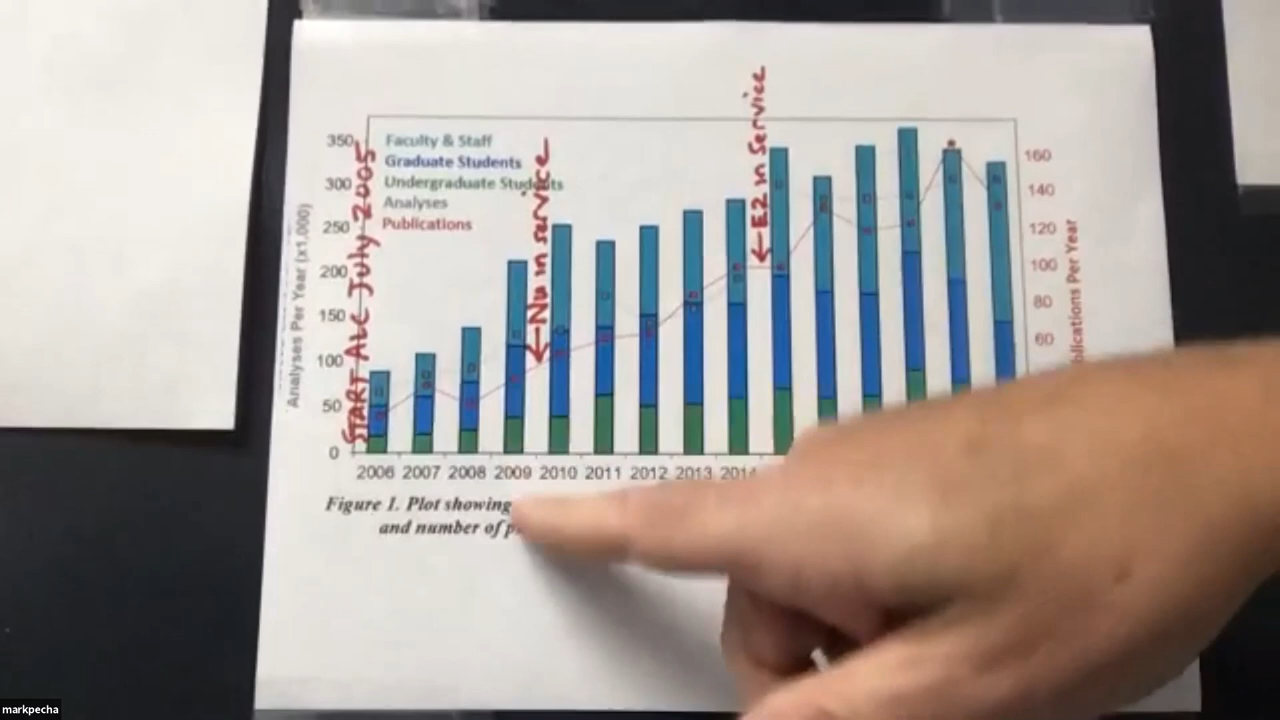 Faculty & Staff
Graduate Students
Undergraduate Students
Analyses
Publications
START ALC July 2005
← Nu in service
← E2 in Service
Analyses Per Year (x1,000)
350
300
250
200
150
100
50
0
160
140
120
100
80
60
Publications Per Year
2006 2007 2008 2009 2010 2011 2012 2013 2014
Figure 1. Plot showing
and number of
markpecha